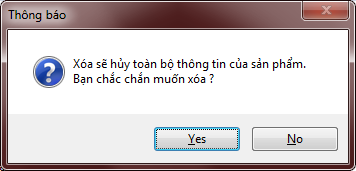 Thông báo
Xóa sẽ hủy toàn bộ thông tin của sản phẩm.
Bạn chắc chắn muốn xóa ?
Yes No